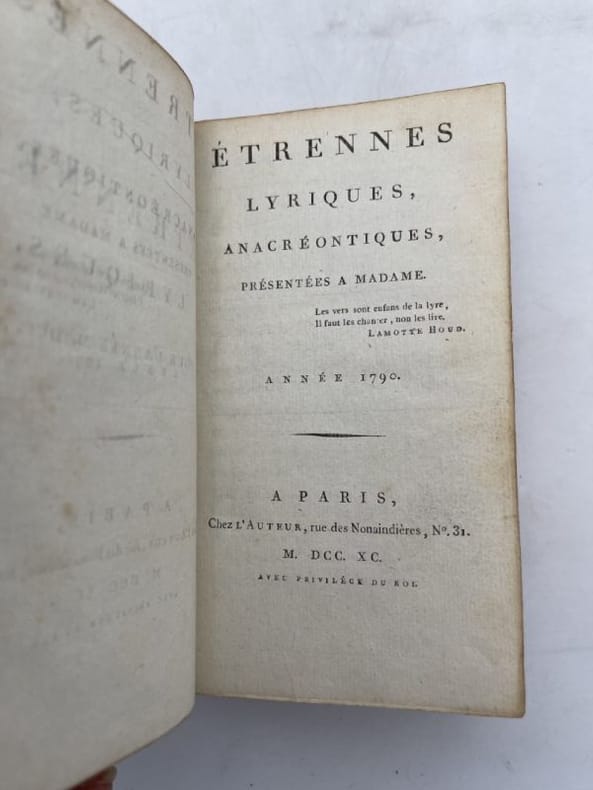 ÉTRENNES
LYRIQUES,
ANACRÉONTIQUES,
PRÉSENTÉES A MADAME.
Les vers sont enfans de la lyre,
Il faut les chanter, non les lire.
LAMOTTE HOUD.
ANNÉE 1790.
A PARIS,
Chez L'AUTEUR, rue des Nonaindières, Nº. 31.
M. DCC. XC.
AVEC PRIVILÉGE DU ROI.